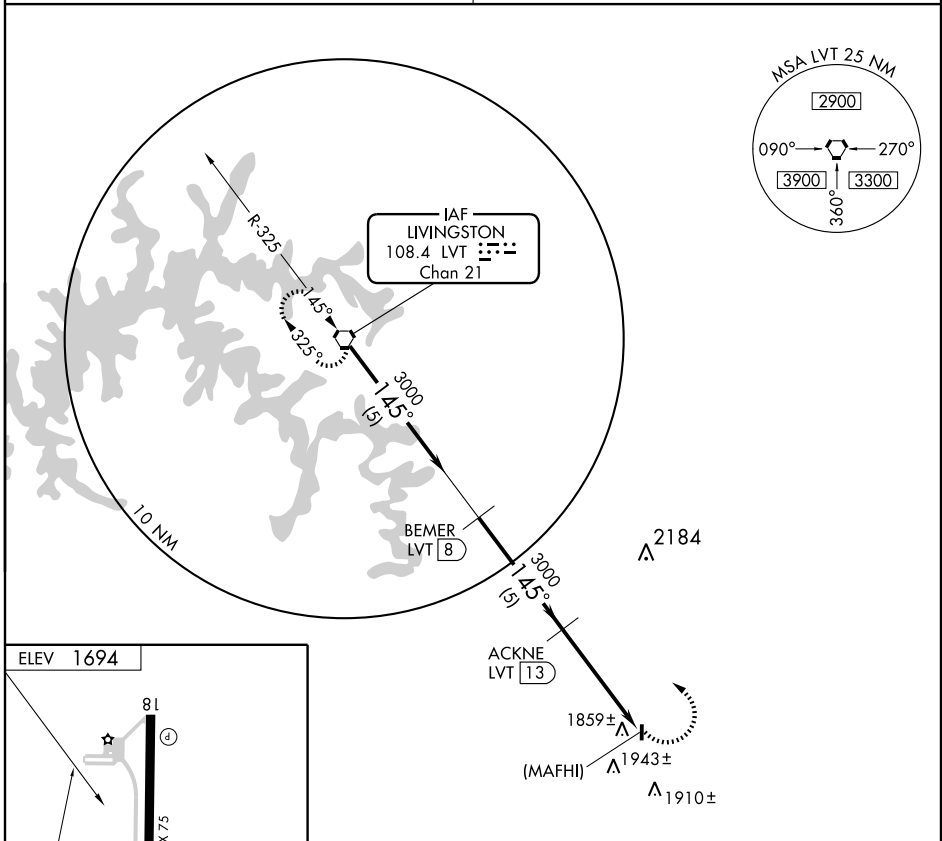 MSA LVT 25 NM
2900
090°
270°
3900
3300
360°
IAF
LIVINGSTON
108.4 LVT
Chan 21
R-325
145°
325°
3000
145°
(5)
10 NM
BEMER
LVT 8
2184
3000
145°
(5)
ACKNE
LVT 13
1859±
(MAFHI)
1943±
1910±
ELEV 1694
18
P
X 75